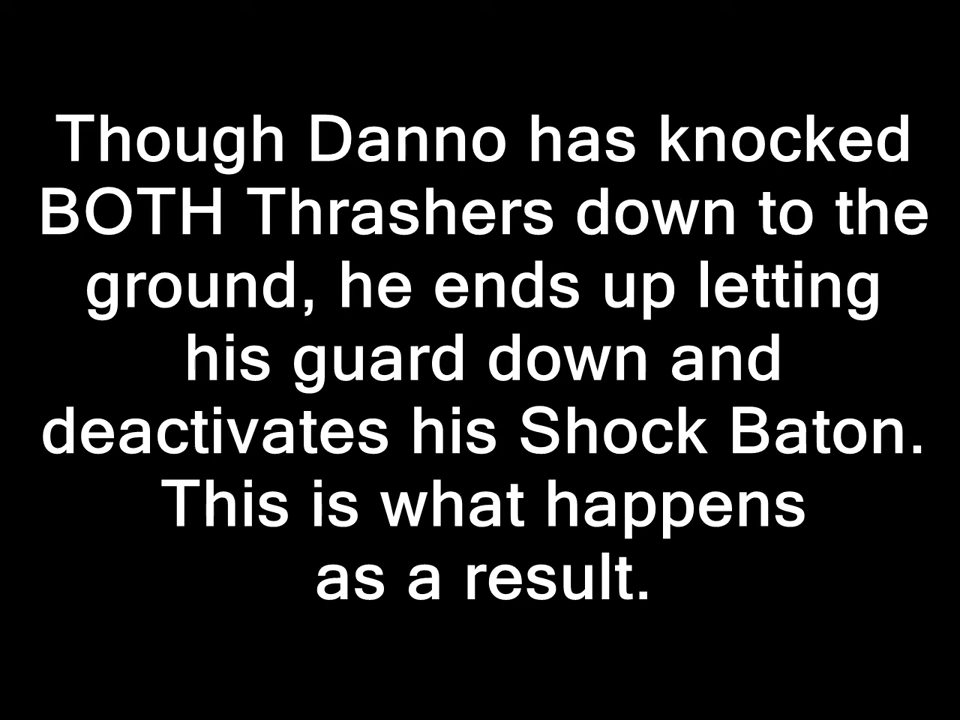 Though Danno has knocked
BOTH Thrashers down to the
ground, he ends up letting
his guard down and
deactivates his Shock Baton.
This is what happens
as a result.